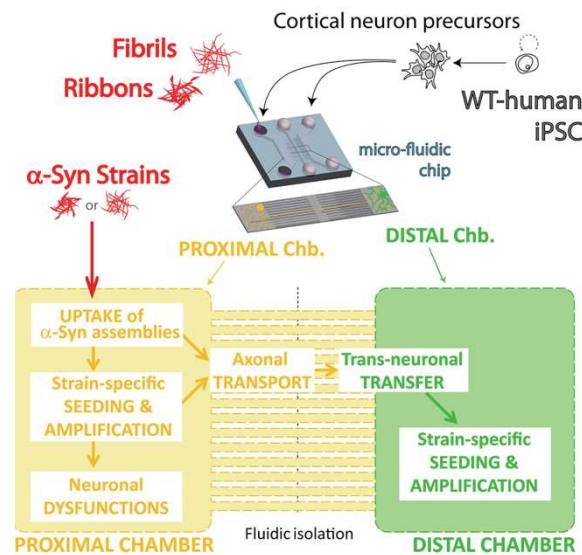 Cortical neuron precursors
Fibrils
Ribbons
WT-human
iPSC
micro-fluidic
chip
α-Syn Strains
or
PROXIMAL Chb.
DISTAL Chb.
UPTAKE of
α-Syn assemblies
Axonal
TRANSPORT
Trans-neuronal
TRANSFER
Strain-specific
SEEDING &
AMPLIFICATION
Strain-specific
SEEDING &
AMPLIFICATION
Neuronal
DYSFUNCTIONS
PROXIMAL CHAMBER
Fluidic isolation
DISTAL CHAMBER